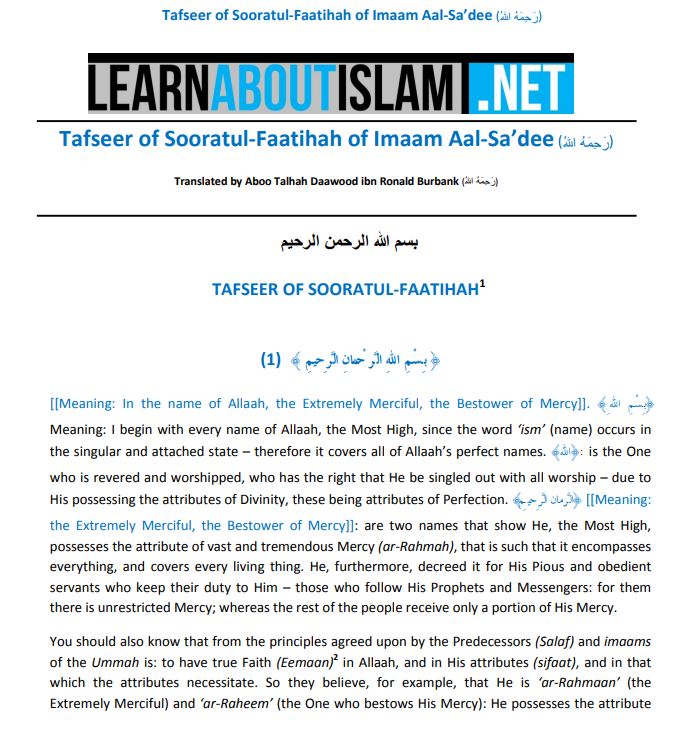 Tafseer of Sooratul-Faatihah of Imaam Aal-Sa’dee (رَحِمَهُ اللهُ)
LEARNABOUTISLAM.NET
Tafseer of Sooratul-Faatihah of Imaam Aal-Sa’dee (رَحِمَهُ اللهُ)
Translated by Aboo Talhah Daawood ibn Ronald Burbank (رَحِمَهُ اللهُ)
بسم الله الرحمن الرحيم
TAFSEER OF SOORATUL-FAATIHAH¹
(1) ﴿ بِسْمِ اللهِ الرَّحْمَانِ الرَّحِيمِ ﴾
[[Meaning: In the name of Allaah, the Extremely Merciful, the Bestower of Mercy]]. ﴿بِسْمِ اللهِ﴾
Meaning: I begin with every name of Allaah, the Most High, since the word ‘ism’ (name) occurs in
the singular and attached state – therefore it covers all of Allaah’s perfect names. ﴿الله﴾: is the One
who is revered and worshipped, who has the right that He be singled out with all worship – due to
His possessing the attributes of Divinity, these being attributes of Perfection. [[Meaning:
the Extremely Merciful, the Bestower of Mercy]]: are two names that show He, the Most High,
possesses the attribute of vast and tremendous Mercy (ar-Rahmah), that is such that it encompasses
everything, and covers every living thing. He, furthermore, decreed it for His Pious and obedient
servants who keep their duty to Him – those who follow His Prophets and Messengers: for them
there is unrestricted Mercy; whereas the rest of the people receive only a portion of His Mercy.
You should also know that from the principles agreed upon by the Predecessors (Salaf) and imaams
of the Ummah is: to have true Faith (Eemaan)² in Allaah, and in His attributes (sifaat), and in that
which the attributes necessitate. So they believe, for example, that He is ‘ar-Rahmaan’ (the
Extremely Merciful) and ‘ar-Raheem’ (the One who bestows His Mercy): He possesses the attribute